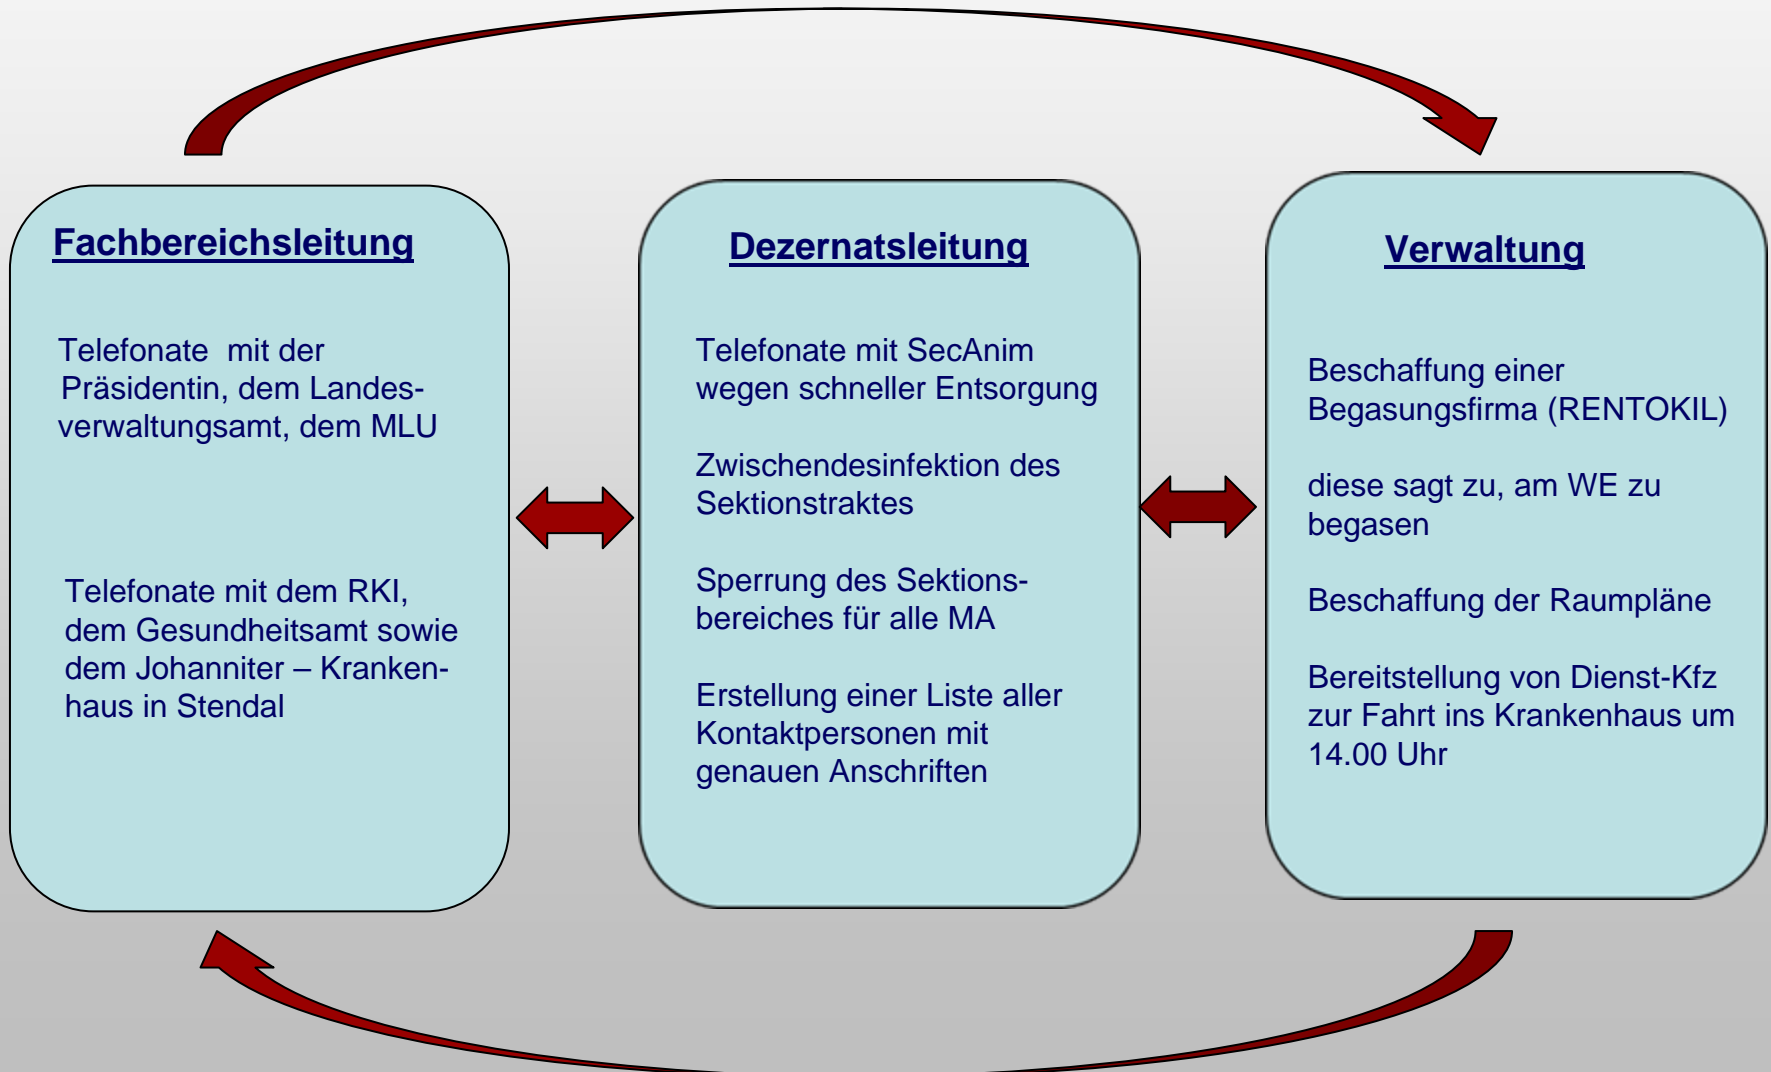 Fachbereichsleitung
Telefonate mit der
Präsidentin, dem Landes-
verwaltungsamt, dem MLU
Telefonate mit dem RKI,
dem Gesundheitsamt sowie
dem Johanniter – Kranken-
haus in Stendal
Dezernatsleitung
Telefonate mit SecAnim
wegen schneller Entsorgung
Zwischendesinfektion des
Sektionstraktes
Sperrung des Sektions-
bereiches für alle MA
Erstellung einer Liste aller
Kontaktpersonen mit
genauen Anschriften
Verwaltung
Beschaffung einer
Begasungsfirma (RENTOKIL)
diese sagt zu, am WE zu
begasen
Beschaffung der Raumpläne
Bereitstellung von Dienst-Kfz
zur Fahrt ins Krankenhaus um
14.00 Uhr